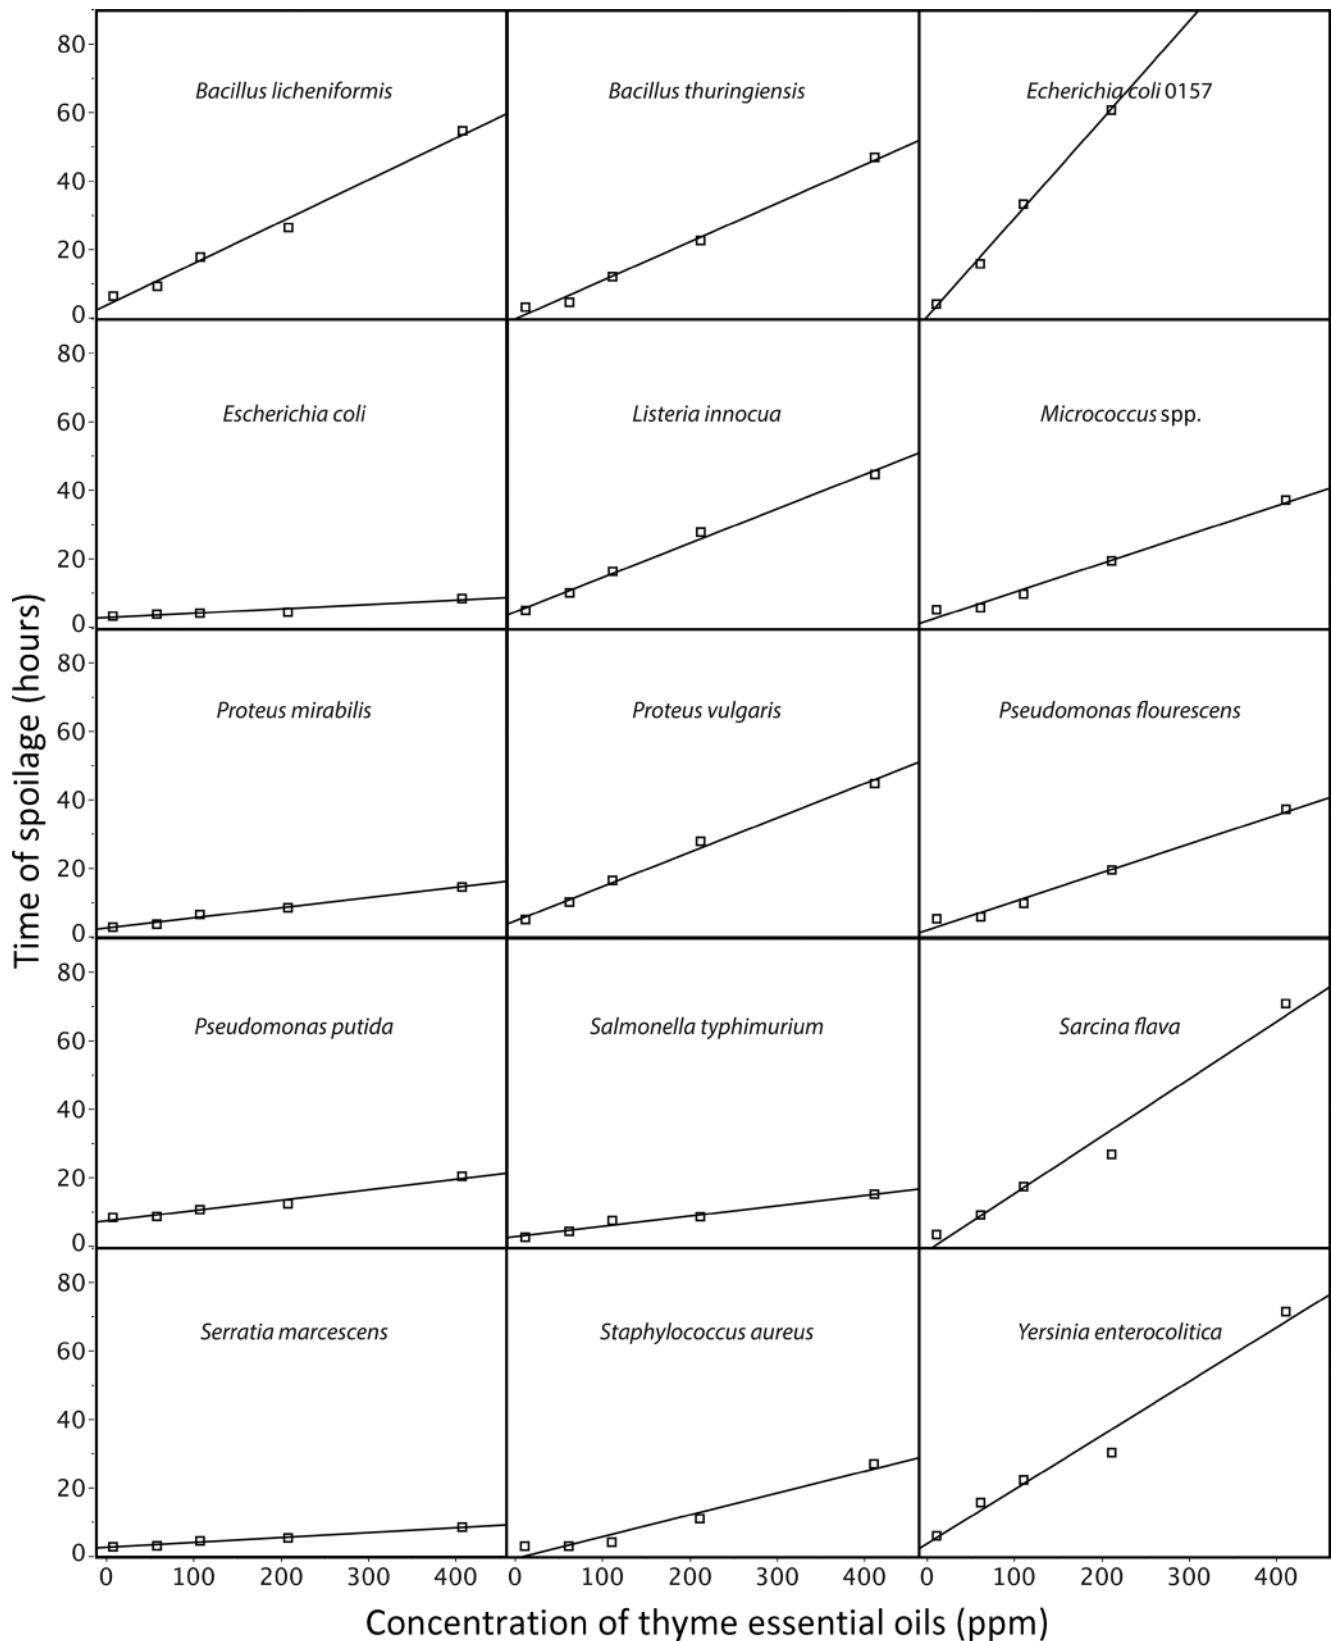 80
60
40
20
0
Bacillus licheniformis
Bacillus thuringiensis
Echerichia coli 0157
80
60
40
20
0
Escherichia coli
Listeria innocua
Micrococcus spp.
80
60
40
20
0
Proteus mirabilis
Proteus vulgaris
Pseudomonas flourescens
80
60
40
20
0
Pseudomonas putida
Salmonella typhimurium
Sarcina flava
80
60
40
20
0
Serratia marcescens
Staphylococcus aureus
Yersinia enterocolitica
Time of spoilage (hours)
0 100 200 300 400 0 100 200 300 400 0 100 200 300 400
Concentration of thyme essential oils (ppm)